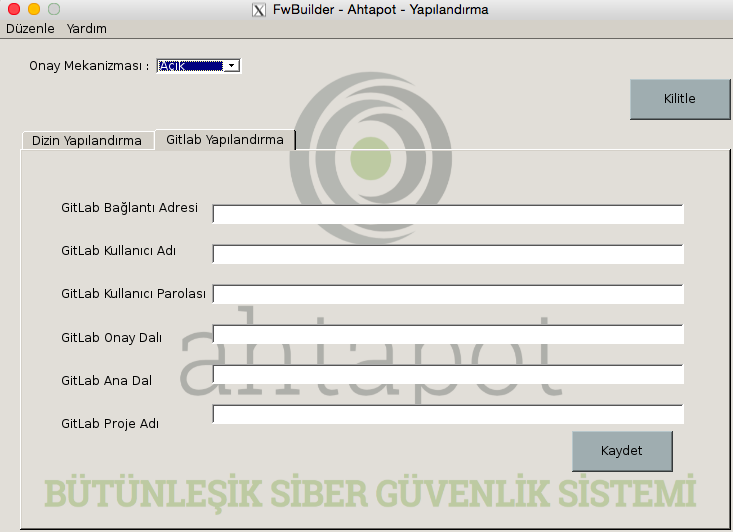 FwBuilder - Ahtapot - Yapılandırma
Düzenle Yardım
Onay Mekanizması : Açık
Kilitle
Dizin Yapılandırma Gitlab Yapılandırma
GitLab Bağlantı Adresi
GitLab Kullanıcı Adı
GitLab Kullanıcı Parolası
GitLab Onay Dalı
ahtapot
GitLab Ana Dal
GitLab Proje Adı
Kaydet
BÜTÜNLEŞİK SİBER GÜVENLİK SİSTEMİ